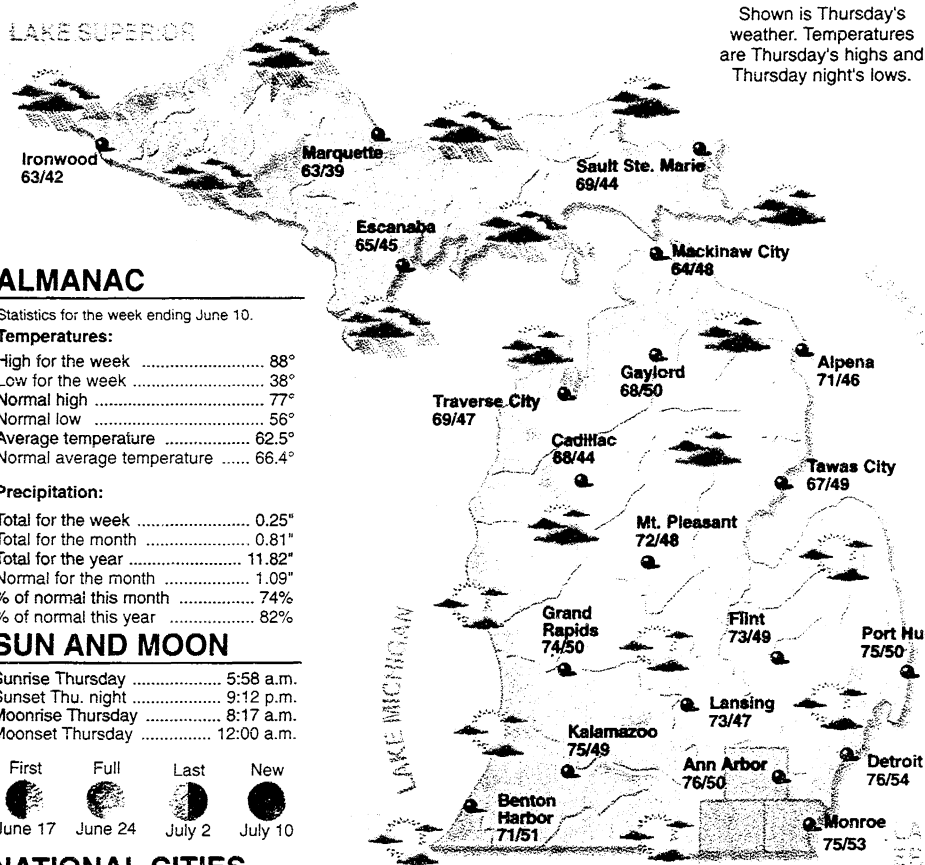 LAKE SUPERIOR
Shown is Thursday's
weather. Temperatures
are Thursday's highs and
Thursday night's lows.
Ironwood
63/42
Marquette
63/39
Sault Ste. Marie
69/44
Escanaba
65/45
Mackinaw City
64/48
ALMANAC
Statistics for the week ending June 10.
Temperatures:
High for the week ........................... 88°
Low for the week ............................ 38°
Normal high .................................... 77°
Normal low ..................................... 56°
Average temperature .................. 62.5°
Normal average temperature ...... 66.4°
Precipitation:
Total for the week ........................ 0.25"
Total for the month ...................... 0.81"
Total for the year ........................ 11.82"
Normal for the month .................. 1.09"
% of normal this month ................ 74%
% of normal this year .................... 82%
SUN AND MOON
Sunrise Thursday .................. 5:58 a.m.
Sunset Thu. night .................. 9:12 p.m.
Moonrise Thursday ................ 8:17 a.m.
Moonset Thursday .............. 12:00 a.m.
First Full Last New
June 17 June 24 July 2 July 10
NATIONAL CITIES
Alpena
71/46
Gaylord
68/50
Traverse City
69/47
Cadillac
68/44
Tawas City
67/49
Mt. Pleasant
72/48
LAKE MICHIGAN
Grand
Rapids
74/50
Flint
73/49
Port Hu
75/50
Lansing
73/47
Kalamazoo
75/49
Ann Arbor
76/50
Detroit
76/54
Benton
Harbor
71/51
Monroe
75/53